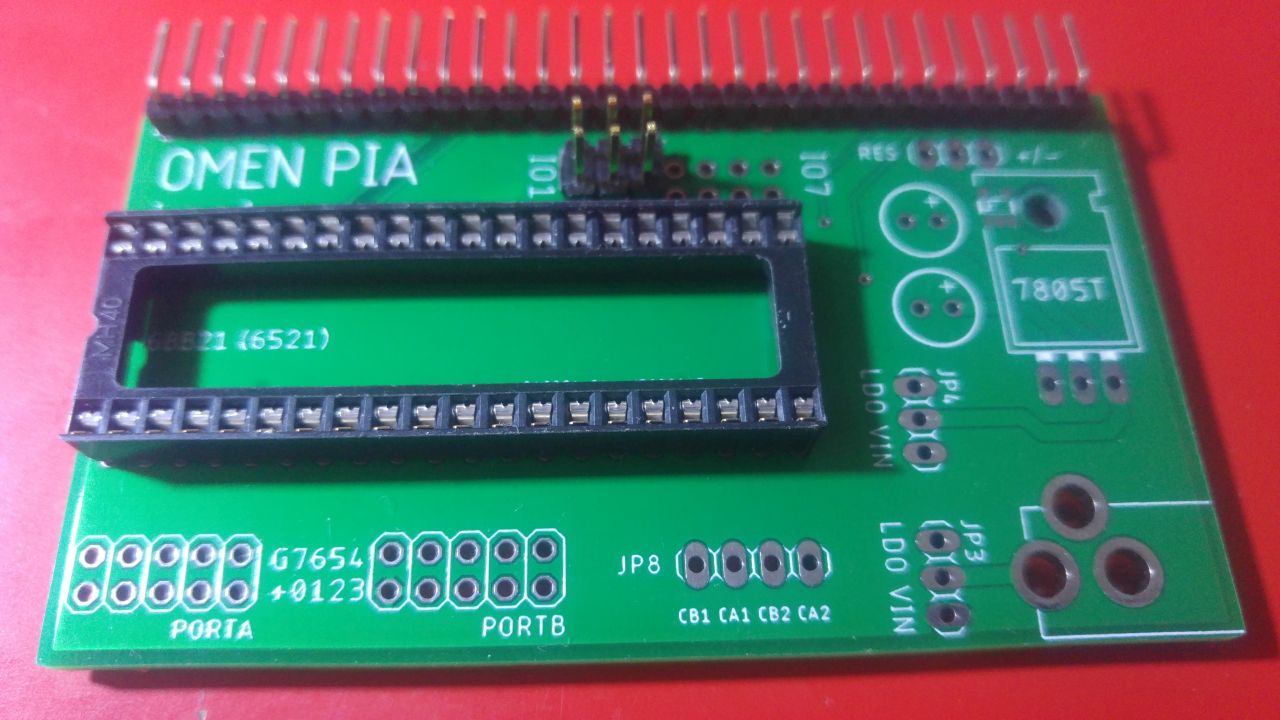 OMEN PIA
IO1
IO7
RES
+/-
+
+
7805T
MH40
68B21 (6521)
JP4
LDO VIN
G7654
+0123
PORTA
PORTB
JP8
CB1 CA1 CB2 CA2
JP3
LDO VIN